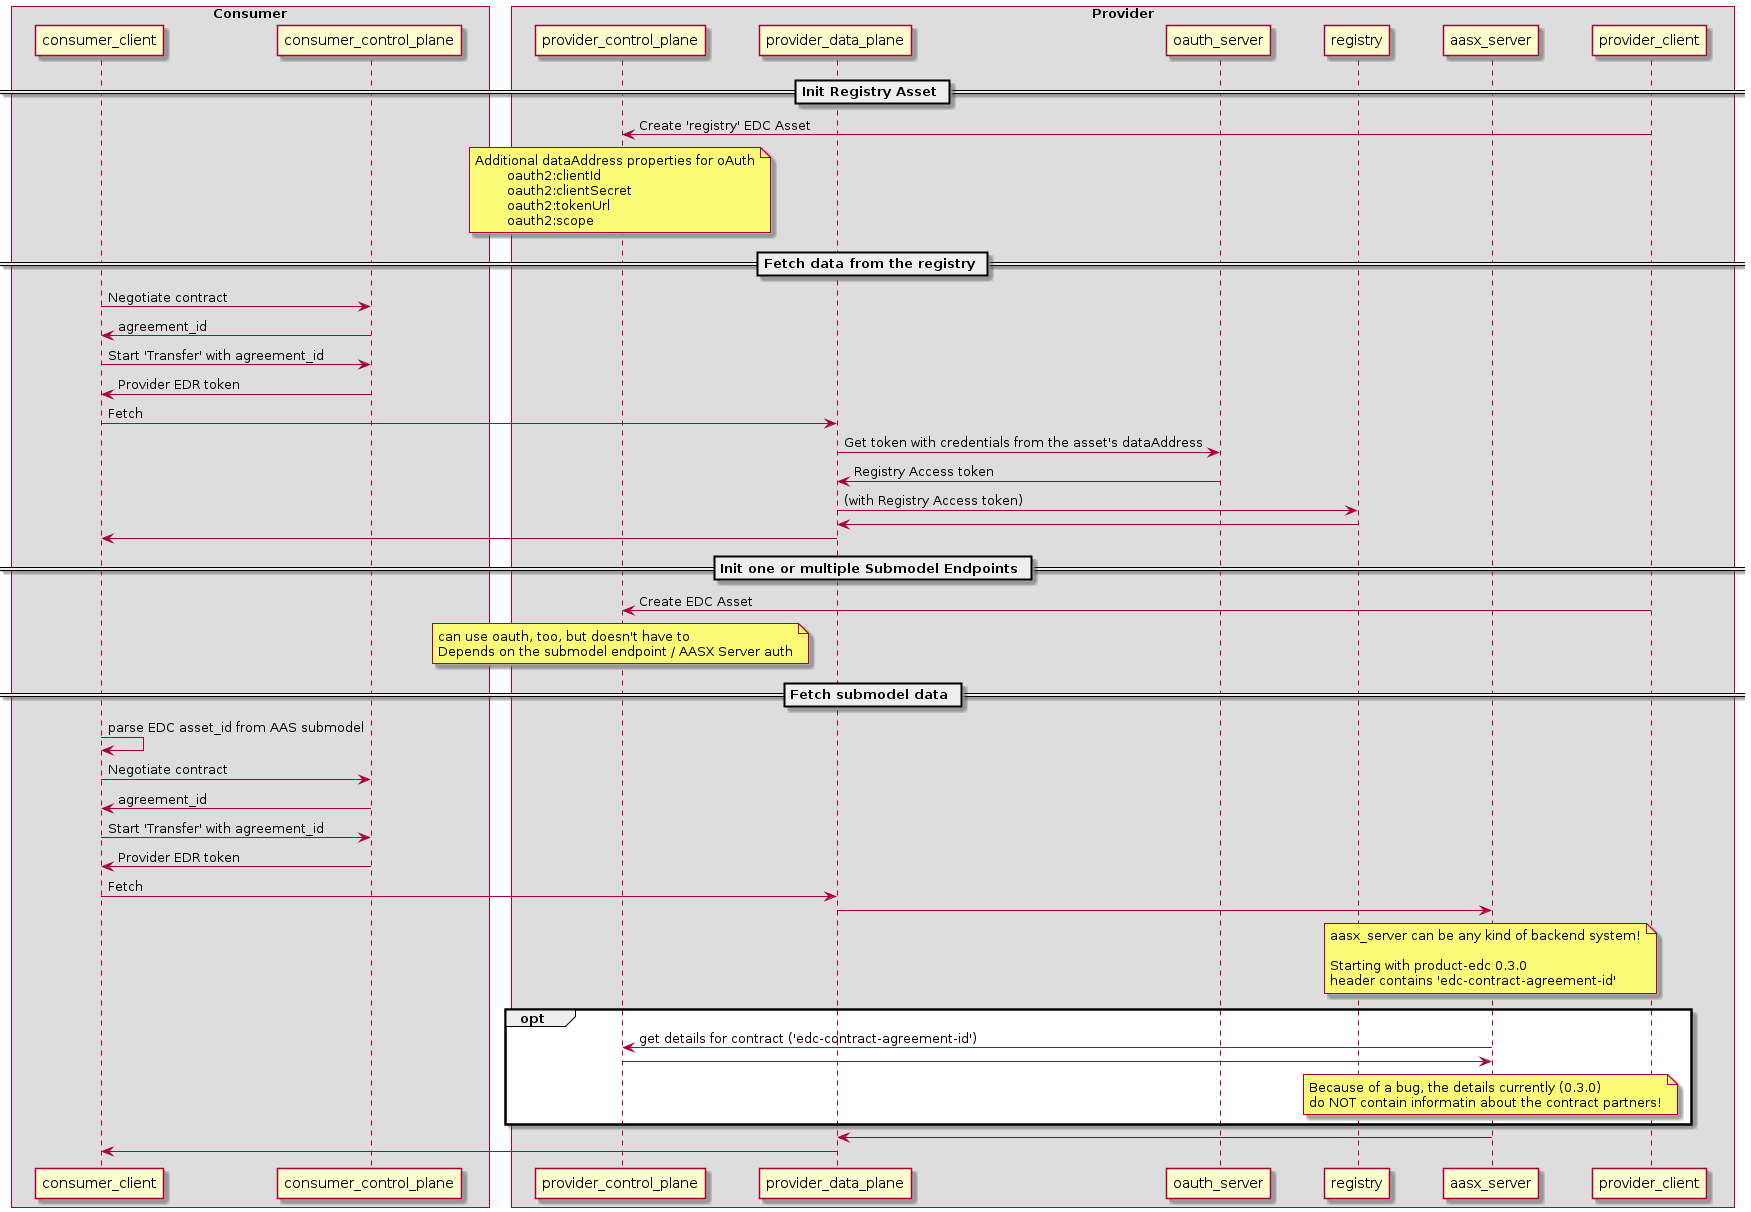 Consumer
Provider
consumer_client
consumer_control_plane
provider_control_plane
provider_data_plane
oauth_server
registry
aasx_server
provider_client
Init Registry Asset
Create 'registry' EDC Asset
Additional dataAddress properties for oAuth
oauth2:clientId
oauth2:clientSecret
oauth2:tokenUrl
oauth2:scope
Fetch data from the registry
Negotiate contract
agreement_id
Start 'Transfer' with agreement_id
Provider EDR token
Fetch
Get token with credentials from the asset's dataAddress
Registry Access token
(with Registry Access token)
Init one or multiple Submodel Endpoints
Create EDC Asset
can use oauth, too, but doesn't have to
Depends on the submodel endpoint / AASX Server auth
Fetch submodel data
parse EDC asset_id from AAS submodel
Negotiate contract
agreement_id
Start 'Transfer' with agreement_id
Provider EDR token
Fetch
aasx_server can be any kind of backend system!
Starting with product-edc 0.3.0
header contains 'edc-contract-agreement-id'
opt
get details for contract ('edc-contract-agreement-id')
Because of a bug, the details currently (0.3.0)
do NOT contain informatin about the contract partners!
consumer_client
consumer_control_plane
provider_control_plane
provider_data_plane
oauth_server
registry
aasx_server
provider_client